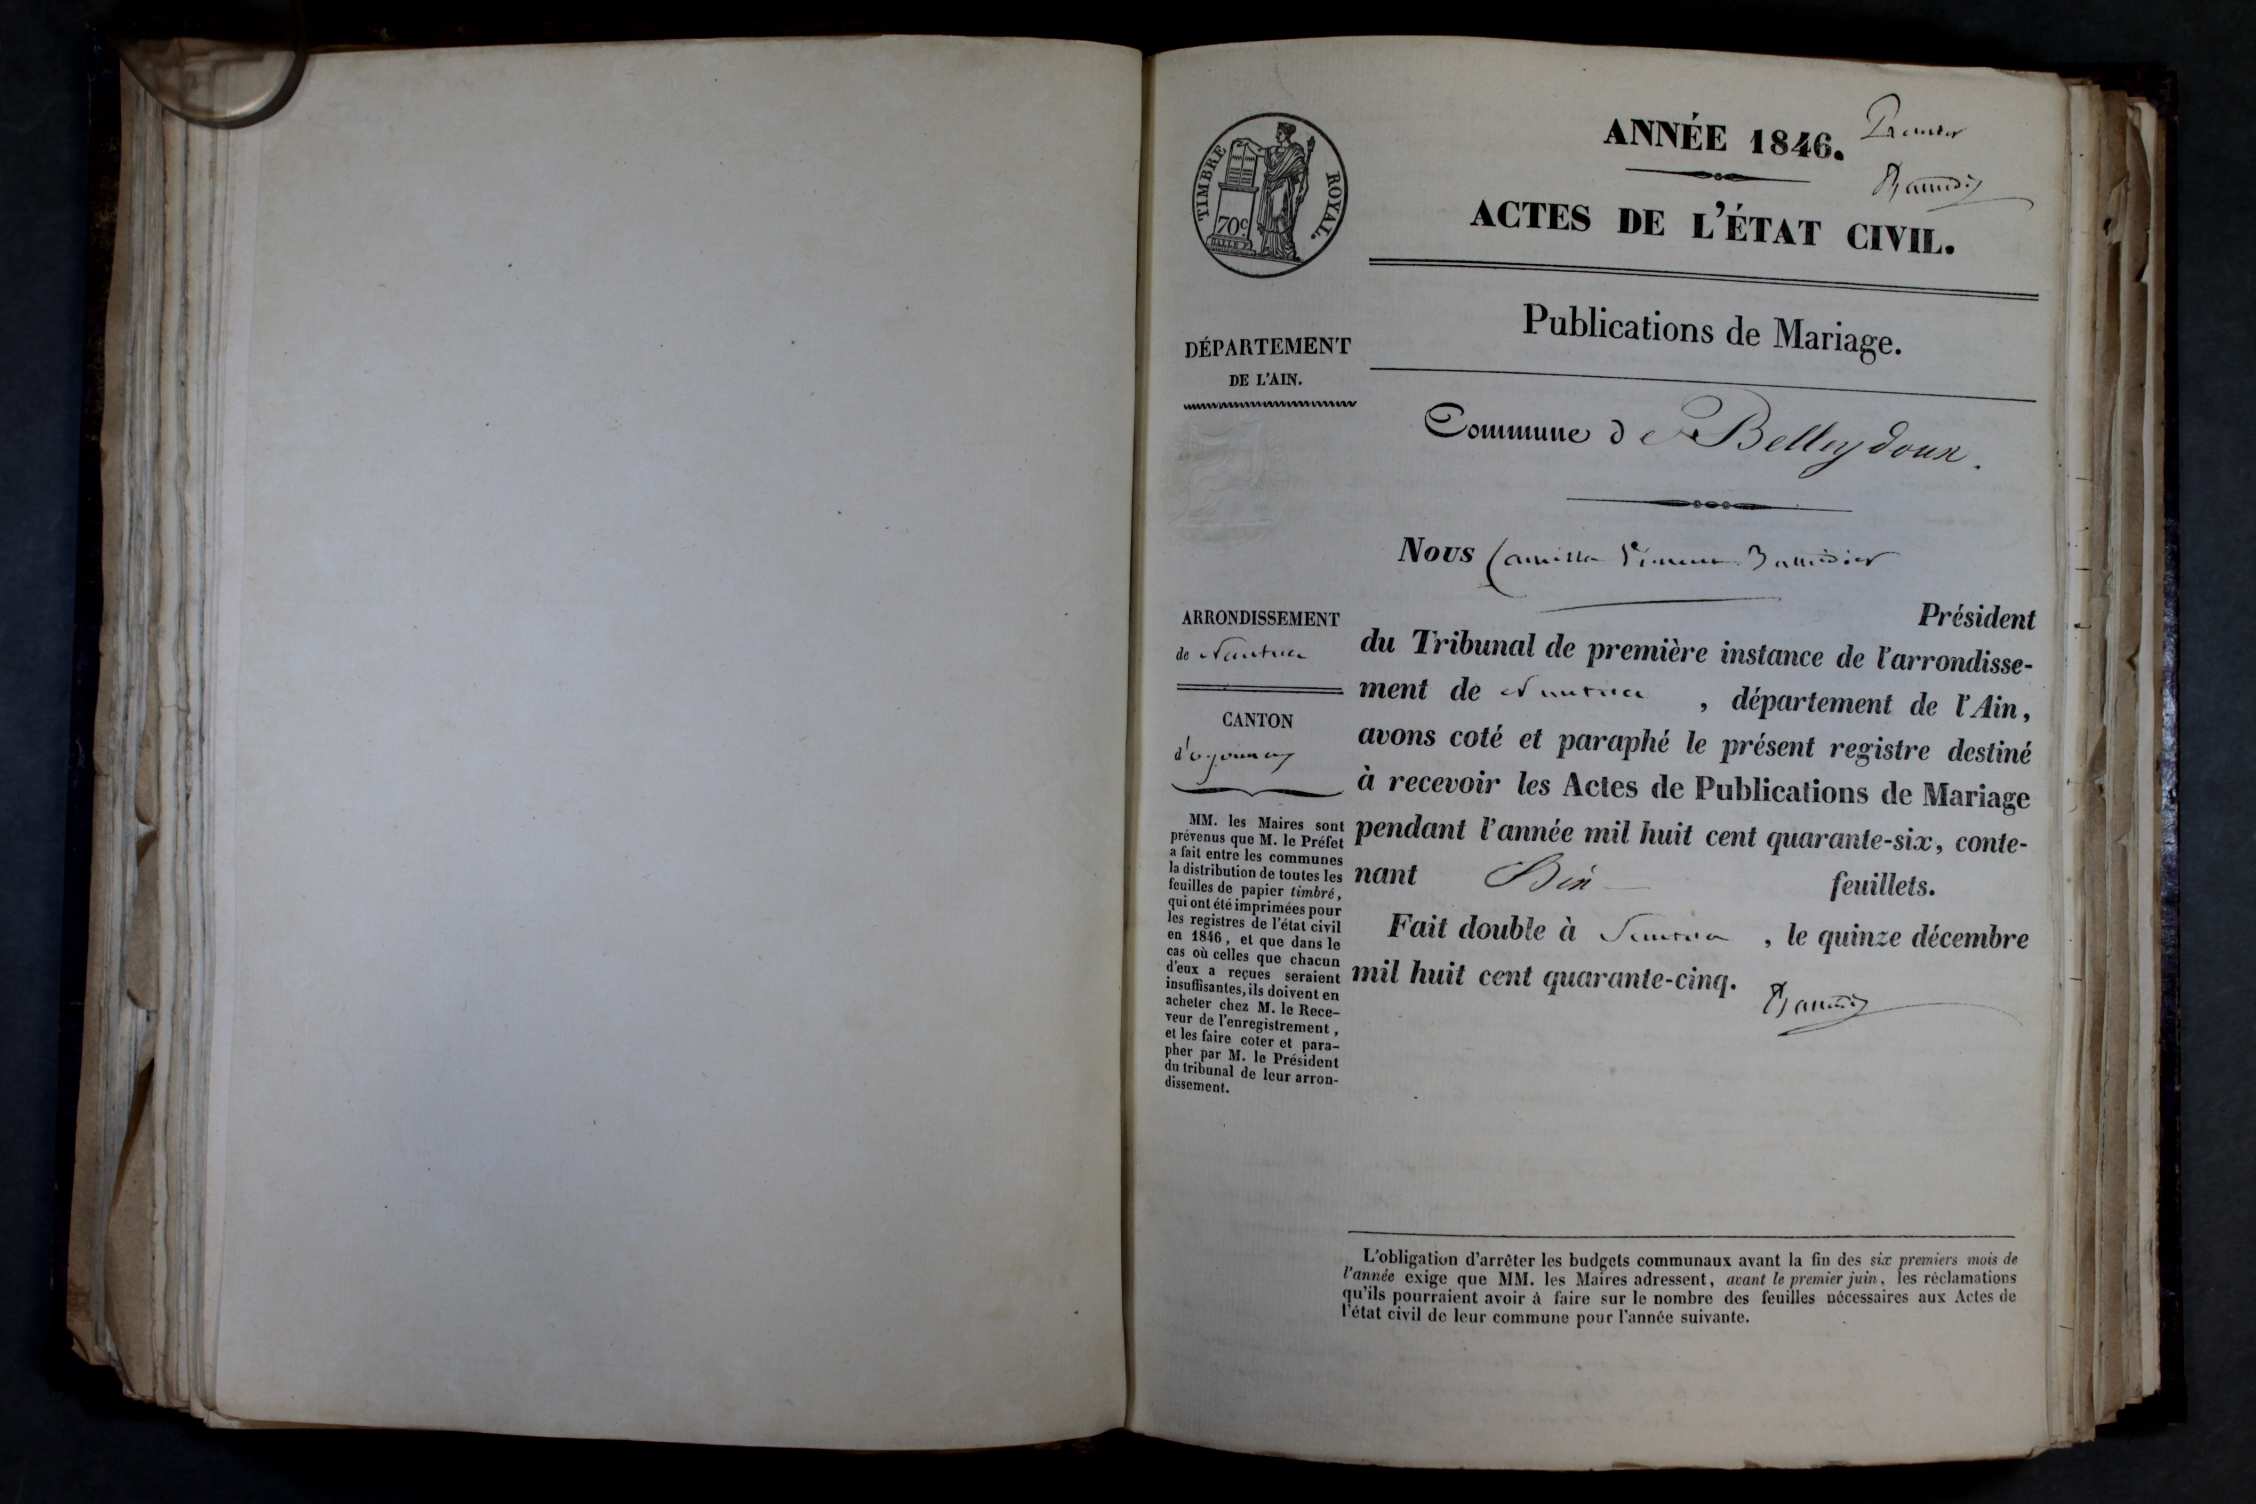 ANNÉE 1846. Premier
ACTES DE L'ÉTAT CIVIL.
TIMBRE ROYAL.
70c
Publications de Mariage.
DÉPARTEMENT
DE L'AIN.
Commune de Belleydoux.
Nous Camille
Président
du Tribunal de première instance de l'arrondisse-
ment de Nantua, département de l'Ain,
avons coté et paraphé le présent registre destiné
à recevoir les Actes de Publications de Mariage
pendant l'année mil huit cent quarante-six, conte-
nant feuillets.
Fait double à Nantua, le quinze décembre
mil huit cent quarante-cinq.
ARRONDISSEMENT
de Nantua
CANTON
d'oyonnax
MM. les Maires sont
prévenus que M. le Préfet
a fait entre les communes
la distribution de toutes les
feuilles de papier timbré,
qui ont été imprimées pour
les registres de l'état civil
en 1846, et que dans le
cas où celles que chacun
d'eux a reçues seraient
insuffisantes, ils doivent en
acheter chez M. le Rece-
veur de l'enregistrement,
et les faire coter et para-
pher par M. le Président
du tribunal de leur arron-
dissement.
L'obligation d'arrêter les budgets communaux avant la fin des six premiers mois de
l'année exige que MM. les Maires adressent, avant le premier juin, les réclamations
qu'ils pourraient avoir à faire sur le nombre des feuilles nécessaires aux Actes de
l'état civil de leur commune pour l'année suivante.